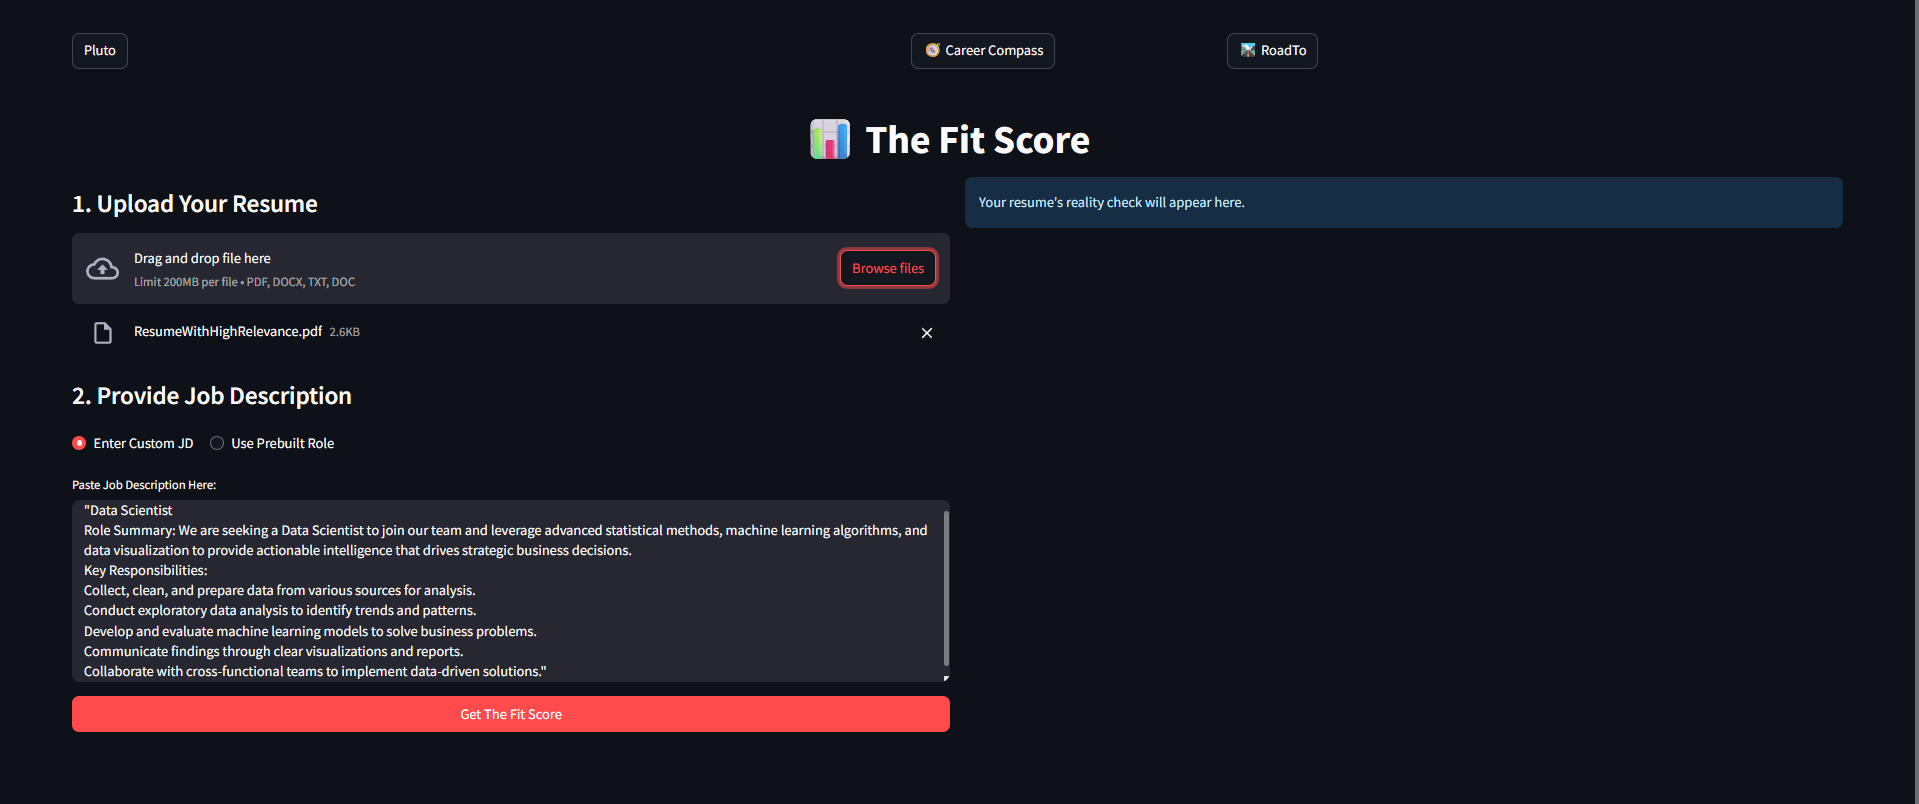 Pluto
Career Compass
RoadTo
The Fit Score
1. Upload Your Resume
Drag and drop file here
Limit 200MB per file • PDF, DOCX, TXT, DOC
Browse files
ResumeWithHighRelevance.pdf 2.6KB
2. Provide Job Description
Enter Custom JD
Use Prebuilt Role
Paste Job Description Here:
"Data Scientist
Role Summary: We are seeking a Data Scientist to join our team and leverage advanced statistical methods, machine learning algorithms, and
data visualization to provide actionable intelligence that drives strategic business decisions.
Key Responsibilities:
Collect, clean, and prepare data from various sources for analysis.
Conduct exploratory data analysis to identify trends and patterns.
Develop and evaluate machine learning models to solve business problems.
Communicate findings through clear visualizations and reports.
Collaborate with cross-functional teams to implement data-driven solutions."
Get The Fit Score
Your resume's reality check will appear here.